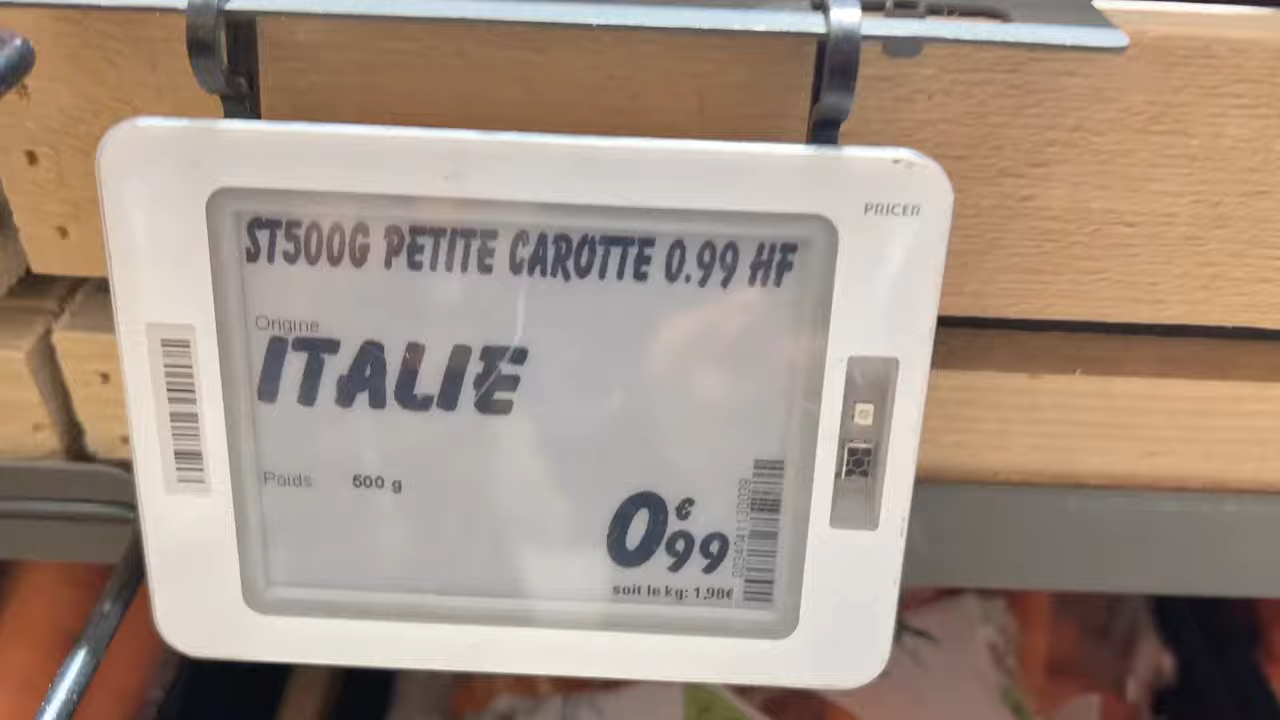 PRICER
ST500G PETITE CAROTTE 0.99 HF
Origine
ITALIE
Poids 500 g
0€99
soit le kg: 1,98€